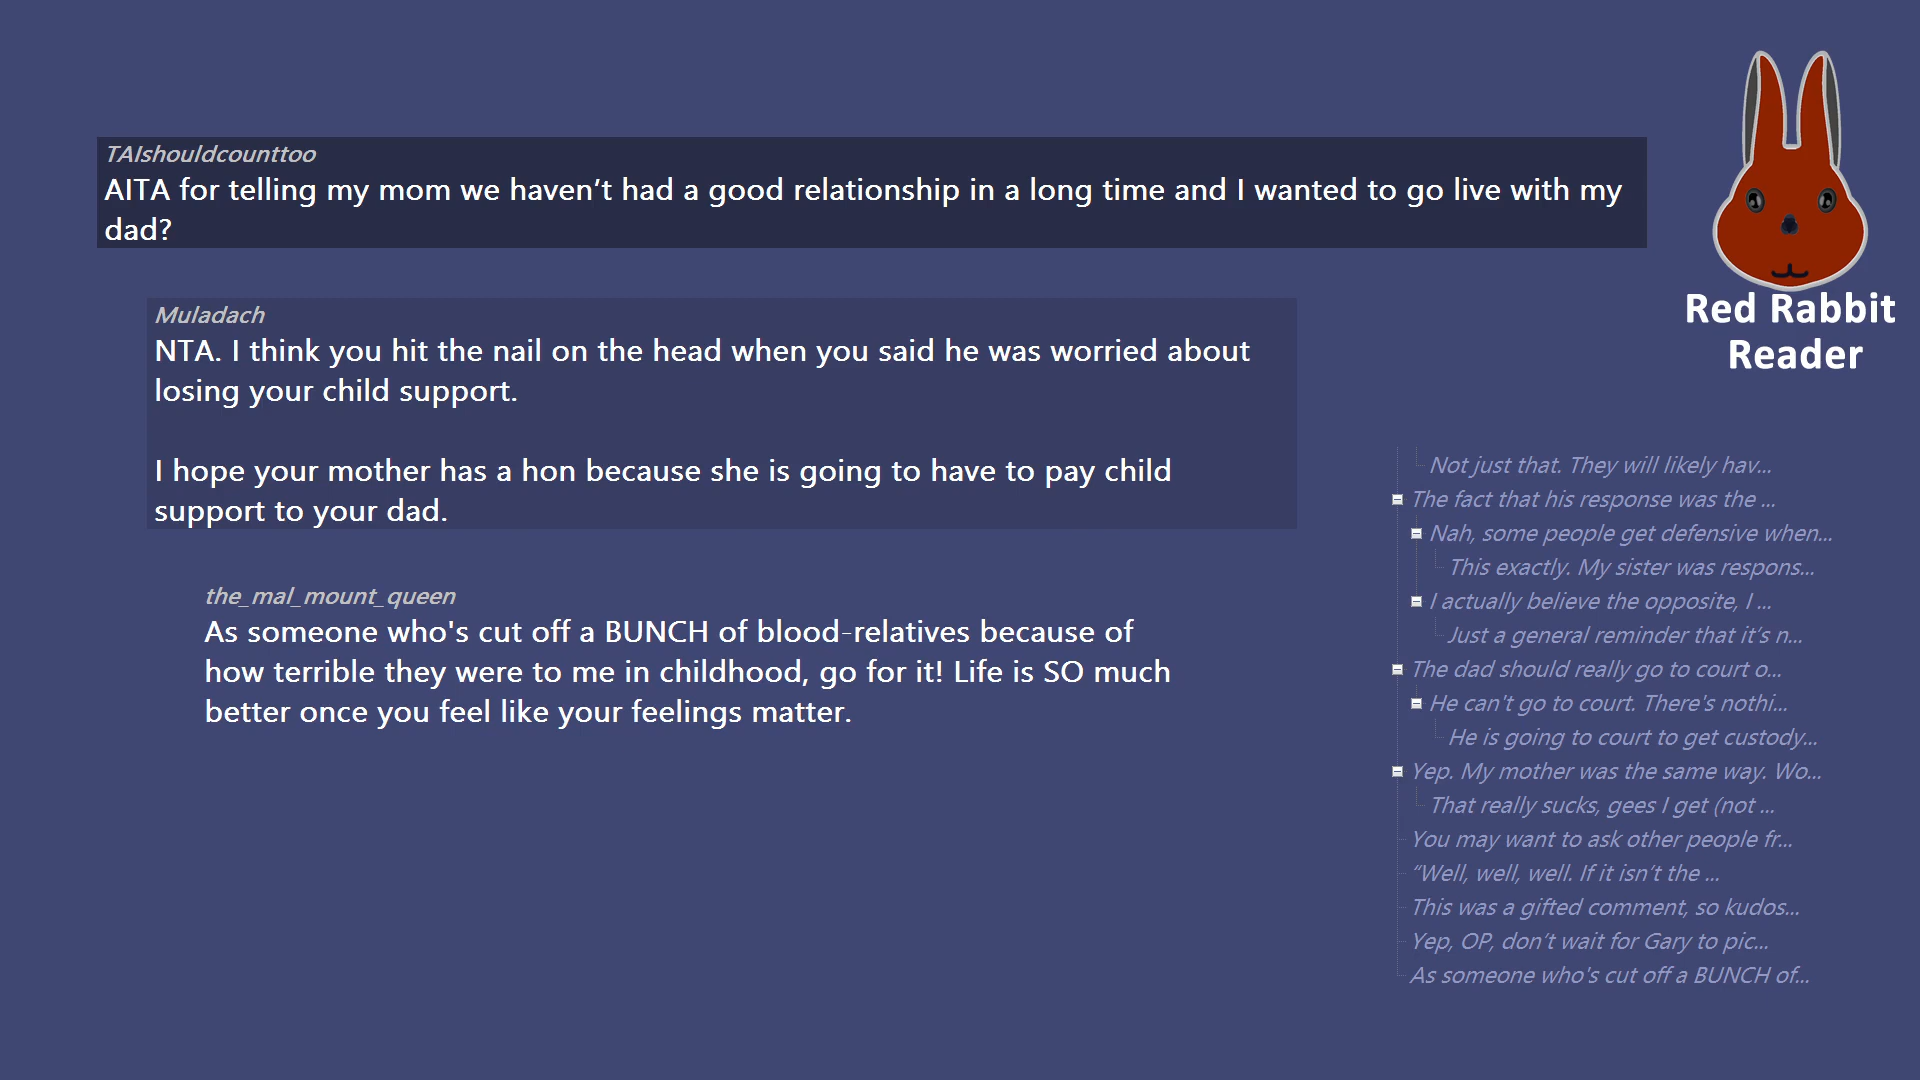 TAIshouldcounttoo
AITA for telling my mom we haven’t had a good relationship in a long time and I wanted to go live with my
dad?
Muladach
NTA. I think you hit the nail on the head when you said he was worried about
losing your child support.
I hope your mother has a hon because she is going to have to pay child
support to your dad.
the_mal_mount_queen
As someone who's cut off a BUNCH of blood-relatives because of
how terrible they were to me in childhood, go for it! Life is SO much
better once you feel like your feelings matter.
Red Rabbit
Reader
Not just that. They will likely hav...
The fact that his response was the ...
Nah, some people get defensive when...
This exactly. My sister was respons...
I actually believe the opposite, I ...
Just a general reminder that it’s n...
The dad should really go to court o...
He can't go to court. There's nothi...
He is going to court to get custody...
Yep. My mother was the same way. Wo...
That really sucks, gees I get (not ...
You may want to ask other people fr...
“Well, well, well. If it isn’t the ...
This was a gifted comment, so kudos...
Yep, OP, don’t wait for Gary to pic...
As someone who's cut off a BUNCH of...